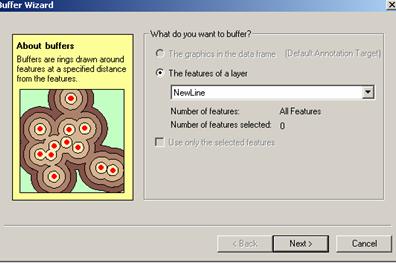 Buffer Wizard
About buffers
Buffers are rings drawn around
features at a specified distance
from the features.
What do you want to buffer?
The graphics in the data frame (Default Annotation Target)
The features of a layer
NewLine
Number of features: All Features
Number of features selected: 0
Use only the selected features
< Back Next > Cancel